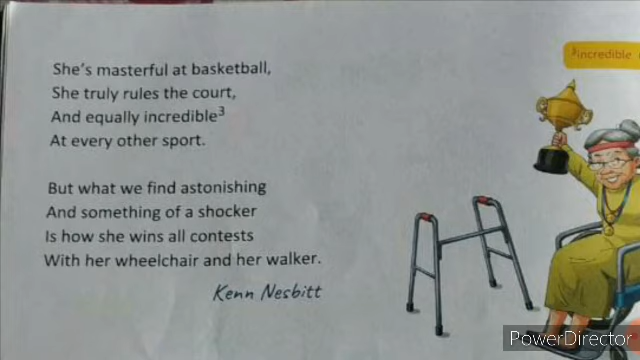 She's masterful at basketball,
She truly rules the court,
And equally incredible³
At every other sport.
But what we find astonishing
And something of a shocker
Is how she wins all contests
With her wheelchair and her walker.
Kenn Nesbitt
³incredible
PowerDirector